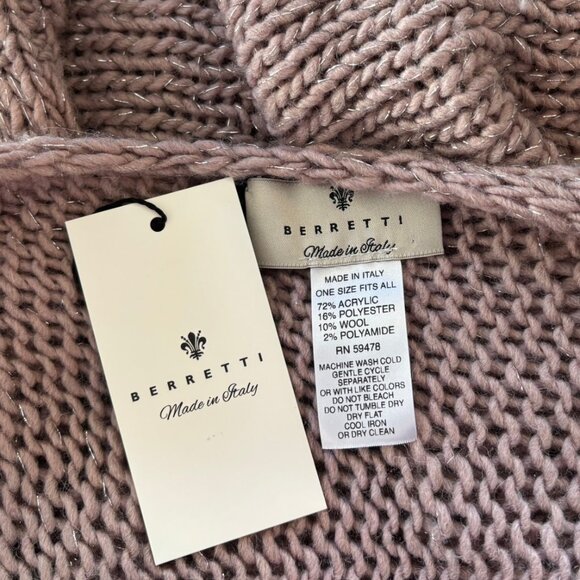 BERRETTI
Made in Italy
BERRETTI
Made in Italy
MADE IN ITALY
ONE SIZE FITS ALL
72% ACRYLIC
16% POLYESTER
10% WOOL
2% POLYAMIDE
RN 59478
MACHINE WASH COLD
GENTLE CYCLE
SEPARATELY
OR WITH LIKE COLORS
DO NOT BLEACH
DO NOT TUMBLE DRY
DRY FLAT
COOL IRON
OR DRY CLEAN